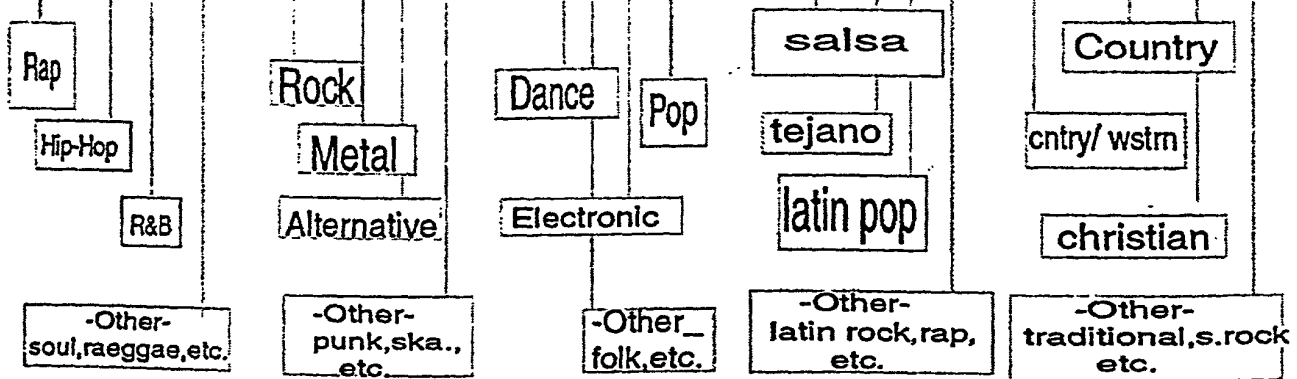 Rap
Hip-Hop
R&B
-Other-
soul,raeggae,etc.
Rock
Metal
Alternative
-Other-
punk,ska.,
etc.
Dance
Pop
Electronic
-Other_
folk,etc.
salsa
tejano
latin pop
-Other-
latin rock,rap,
etc.
Country
cntry/ wstrn
christian
-Other-
traditional,s.rock
etc.